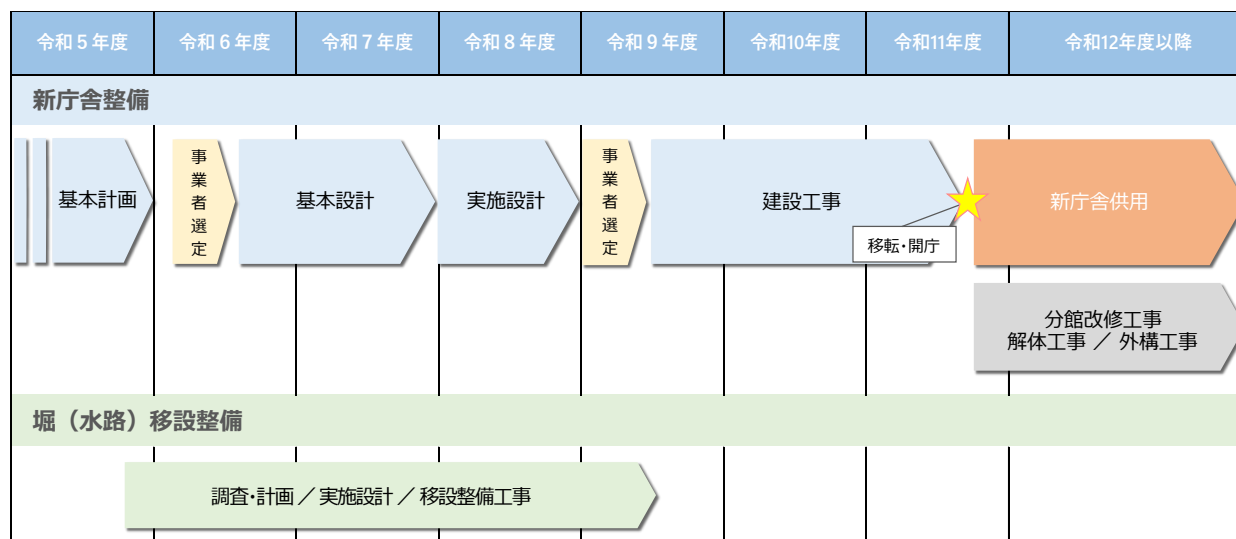 令和５年度
令和６年度
令和７年度
令和８年度
令和９年度
令和10年度
令和11年度
令和12年度以降
新庁舎整備
基本計画
事業者選定
基本設計
実施設計
事業者選定
建設工事
移転・開庁
新庁舎供用
分館改修工事
解体工事 ／ 外構工事
堀（水路）移設整備
調査・計画 ／ 実施設計 ／ 移設整備工事